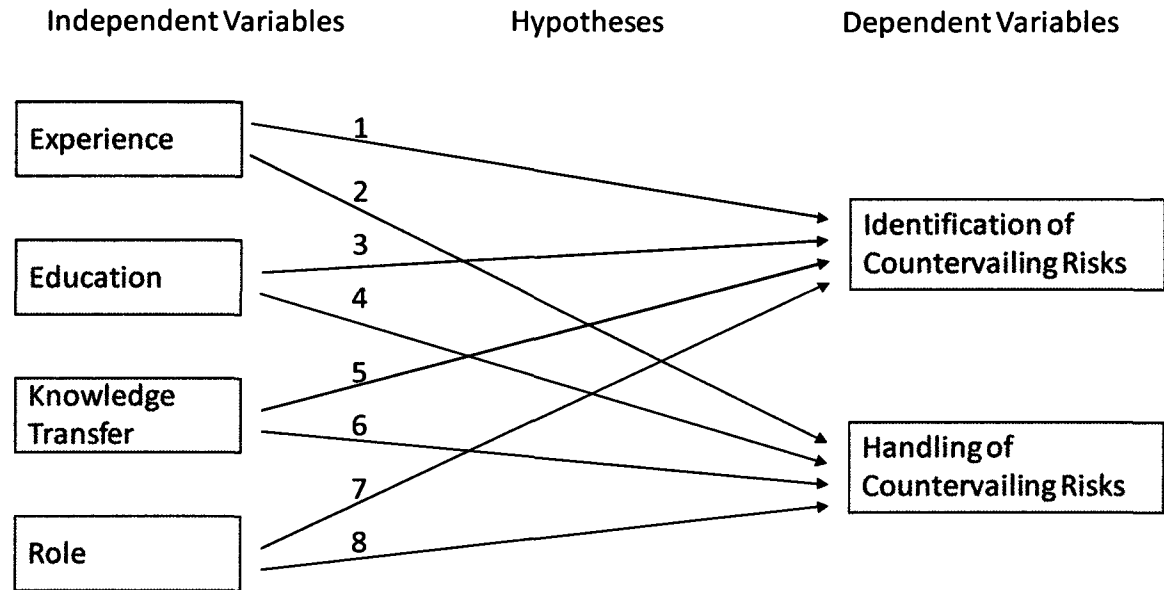 Independent Variables
Hypotheses
Dependent Variables
Experience
Education
Knowledge
Transfer
Role
1
2
3
4
5
6
7
8
Identification of
Countervailing Risks
Handling of
Countervailing Risks